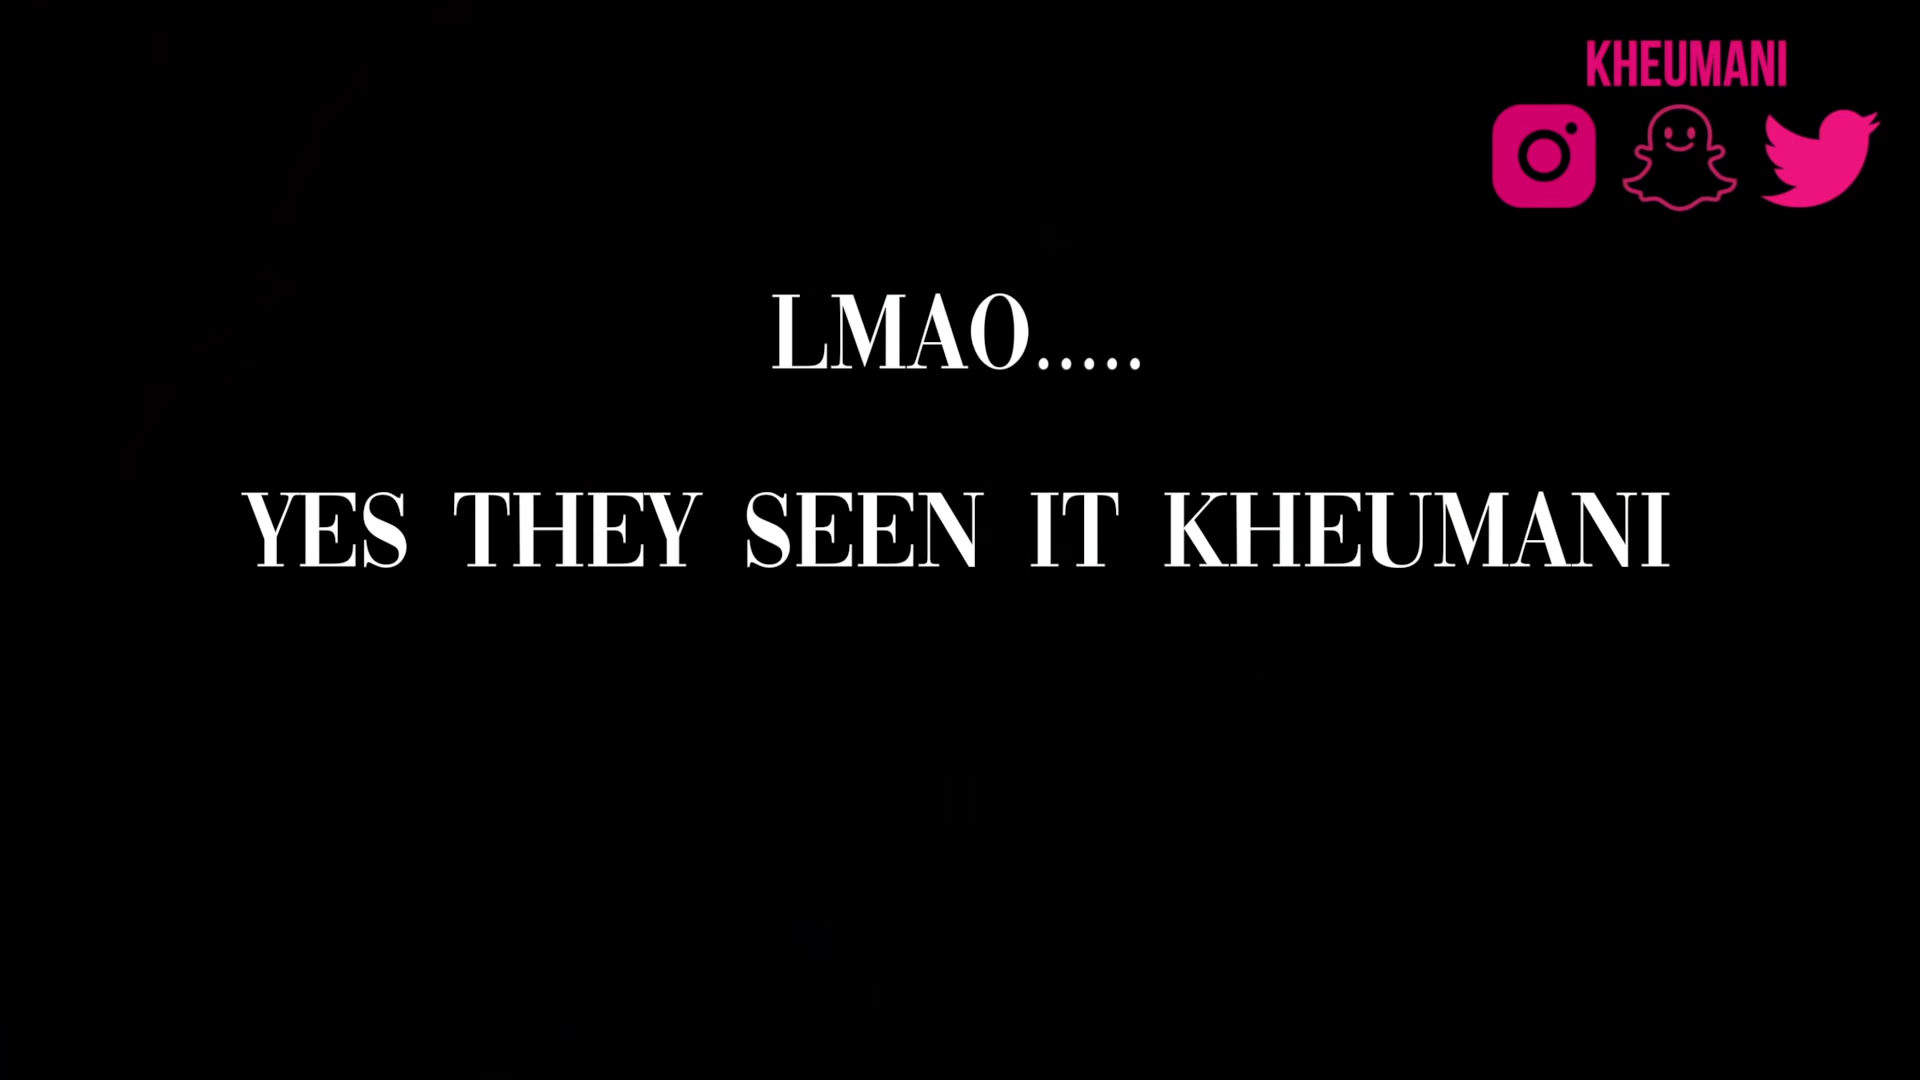 KHEUMANI
LMAO.....
YES THEY SEEN IT KHEUMANI